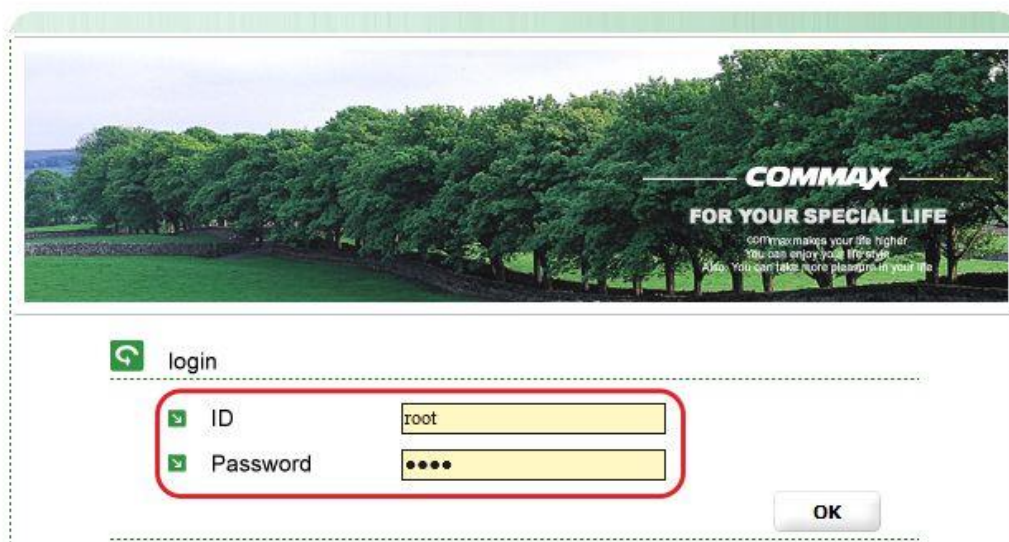 COMMAX
FOR YOUR SPECIAL LIFE
commax makes your life higher
You can enjoy your life style
Also, You can take more pleasure in your life
login
ID
root
Password
••••
OK